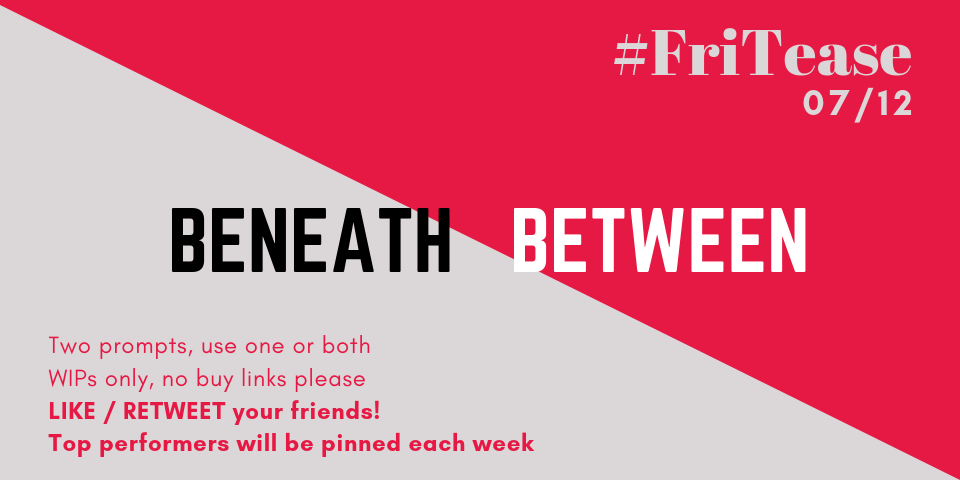 #FriTease
07/12
BENEATH BETWEEN
Two prompts, use one or both
WIPs only, no buy links please
LIKE / RETWEET your friends!
Top performers will be pinned each week